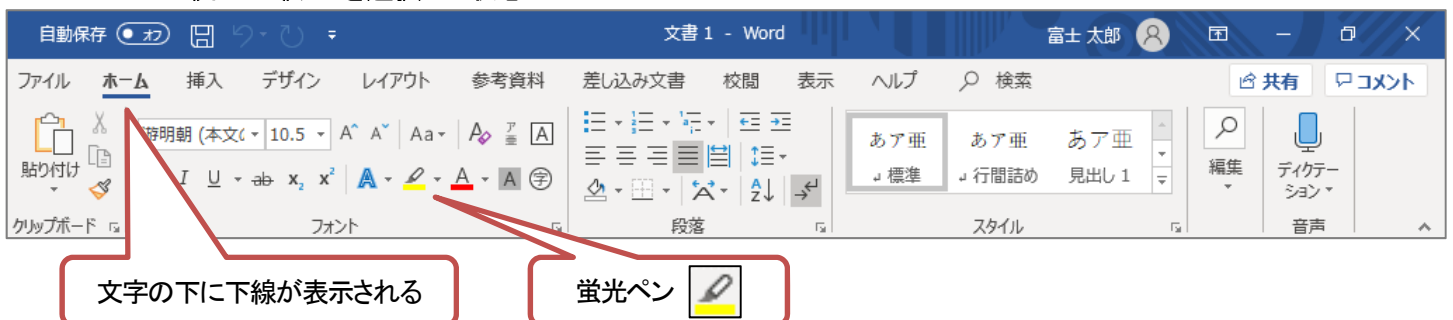 自動保存 オフ 文書 1 - Word 富士 太郎
ファイル ホーム 挿入 デザイン レイアウト 参考資料 差し込み文書 校閲 表示 ヘルプ 検索 共有 コメント
游明朝 (本文( 10.5 A^ Aˇ Aa A ア亜 A
貼り付け I U ab x₂ x² A A A 字
A Z
あア亜 あア亜 あア亜
標準 行間詰め 見出し 1
編集 ディクテー
ション
クリップボード フォント 段落 スタイル 音声
文字の下に下線が表示される 蛍光ペン